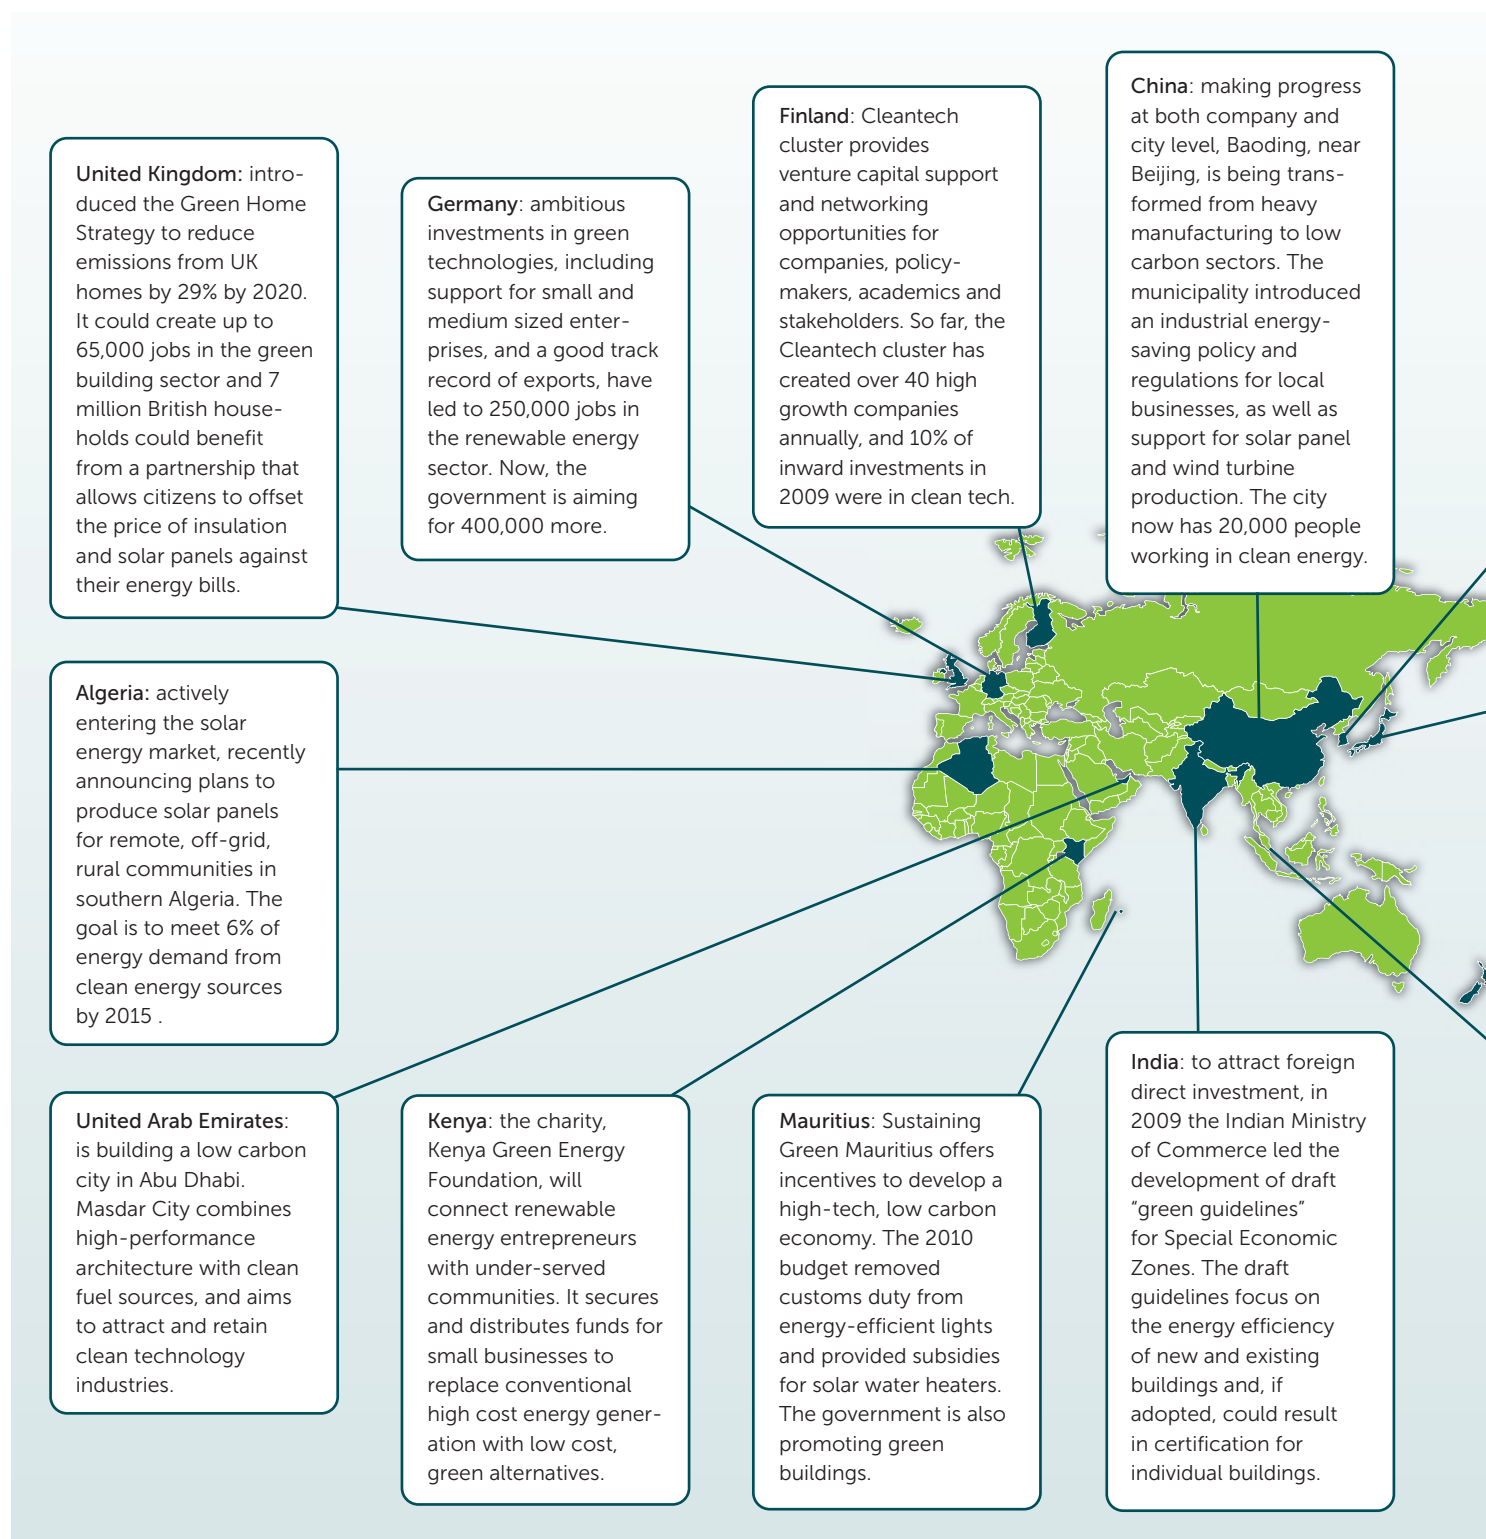 United Kingdom: intro-
duced the Green Home
Strategy to reduce
emissions from UK
homes by 29% by 2020.
It could create up to
65,000 jobs in the green
building sector and 7
million British house-
holds could benefit
from a partnership that
allows citizens to offset
the price of insulation
and solar panels against
their energy bills.
Germany: ambitious
investments in green
technologies, including
support for small and
medium sized enter-
prises, and a good track
record of exports, have
led to 250,000 jobs in
the renewable energy
sector. Now, the
government is aiming
for 400,000 more.
Finland: Cleantech
cluster provides
venture capital support
and networking
opportunities for
companies, policy-
makers, academics and
stakeholders. So far, the
Cleantech cluster has
created over 40 high
growth companies
annually, and 10% of
inward investments in
2009 were in clean tech.
China: making progress
at both company and
city level, Baoding, near
Beijing, is being trans-
formed from heavy
manufacturing to low
carbon sectors. The
municipality introduced
an industrial energy-
saving policy and
regulations for local
businesses, as well as
support for solar panel
and wind turbine
production. The city
now has 20,000 people
working in clean energy.
Algeria: actively
entering the solar
energy market, recently
announcing plans to
produce solar panels
for remote, off-grid,
rural communities in
southern Algeria. The
goal is to meet 6% of
energy demand from
clean energy sources
by 2015 .
United Arab Emirates:
is building a low carbon
city in Abu Dhabi.
Masdar City combines
high-performance
architecture with clean
fuel sources, and aims
to attract and retain
clean technology
industries.
Kenya: the charity,
Kenya Green Energy
Foundation, will
connect renewable
energy entrepreneurs
with under-served
communities. It secures
and distributes funds for
small businesses to
replace conventional
high cost energy gener-
ation with low cost,
green alternatives.
Mauritius: Sustaining
Green Mauritius offers
incentives to develop a
high-tech, low carbon
economy. The 2010
budget removed
customs duty from
energy-efficient lights
and provided subsidies
for solar water heaters.
The government is also
promoting green
buildings.
India: to attract foreign
direct investment, in
2009 the Indian Ministry
of Commerce led the
development of draft
“green guidelines”
for Special Economic
Zones. The draft
guidelines focus on
the energy efficiency
of new and existing
buildings and, if
adopted, could result
in certification for
individual buildings.